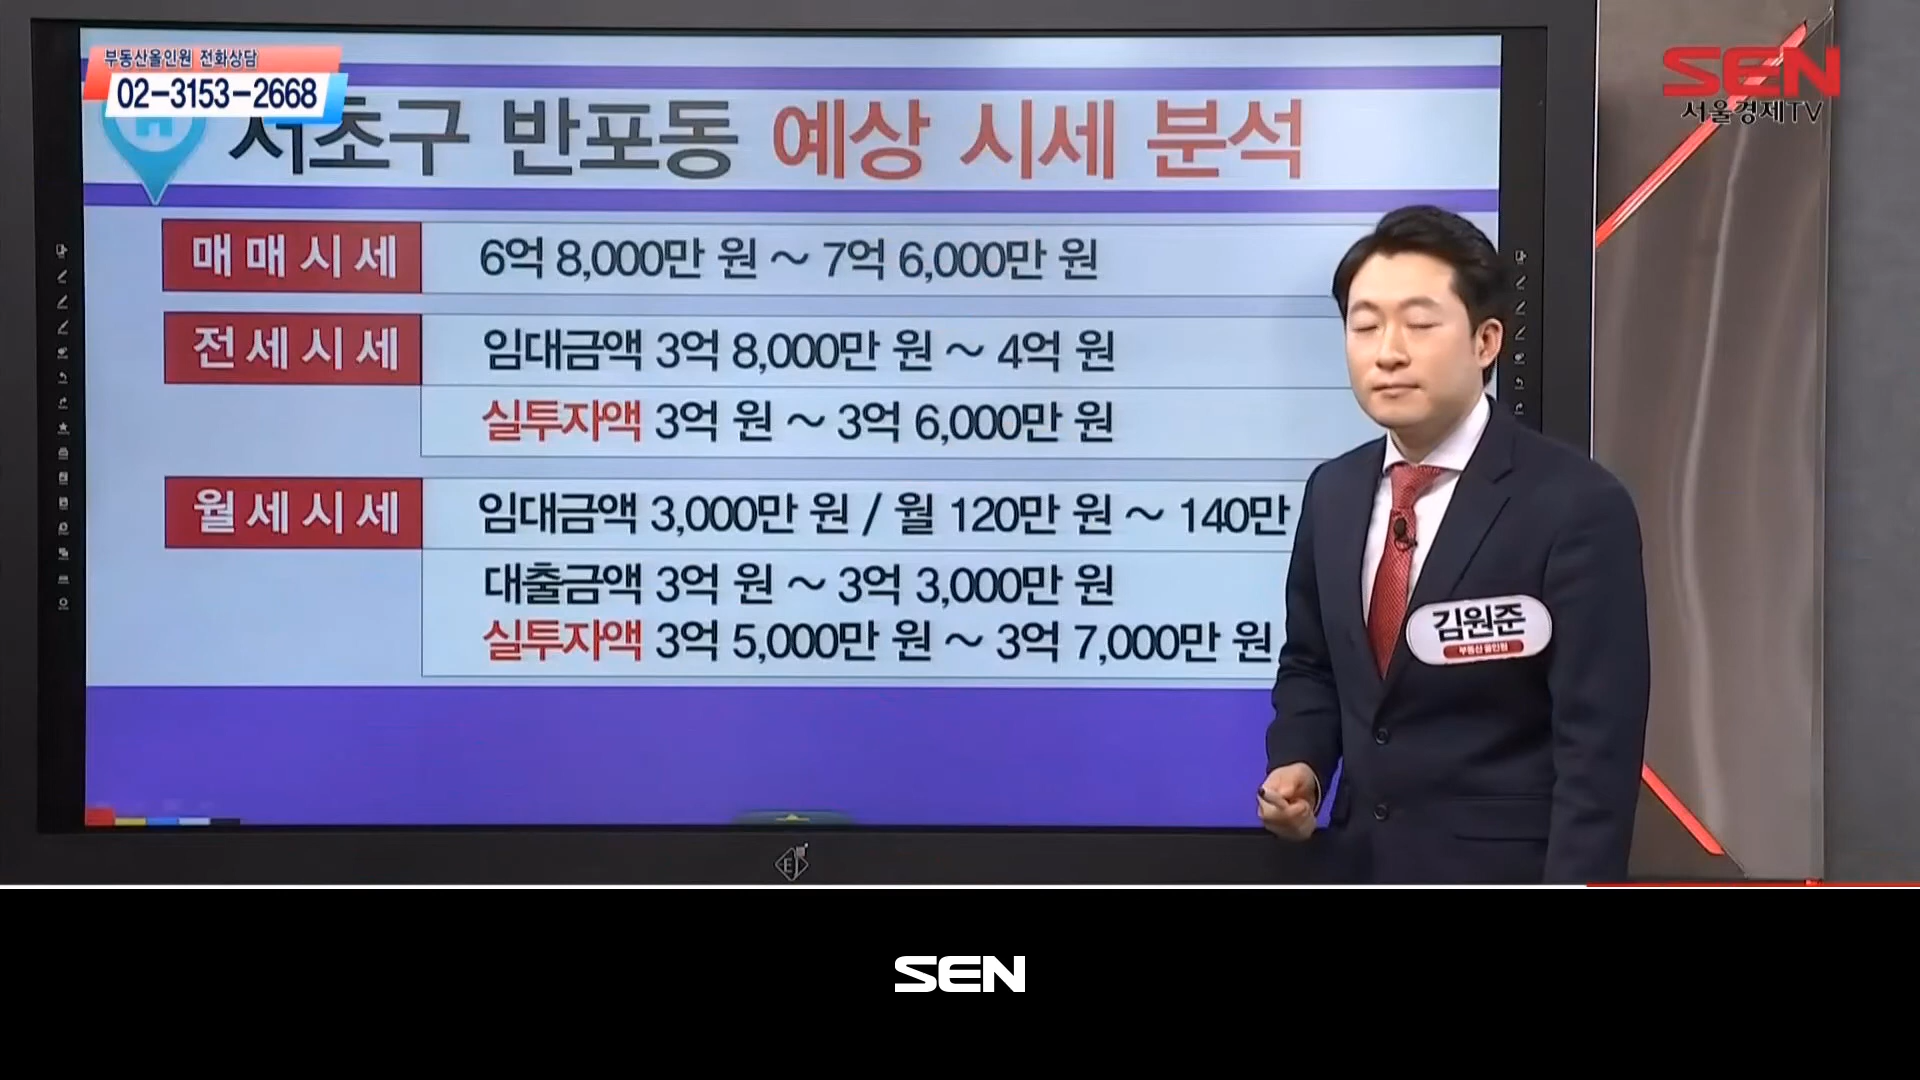 부동산올인원 전화상담
02-3153-2668
SEN
서울경제TV
서초구 반포동 예상 시세 분석
매매시세 6억 8,000만 원 ~ 7억 6,000만 원
전세시세 임대금액 3억 8,000만 원 ~ 4억 원
실투자액 3억 원 ~ 3억 6,000만 원
월세시세 임대금액 3,000만 원 / 월 120만 원 ~ 140만
대출금액 3억 원 ~ 3억 3,000만 원
실투자액 3억 5,000만 원 ~ 3억 7,000만 원
김원준
부동산 올인원
SEN